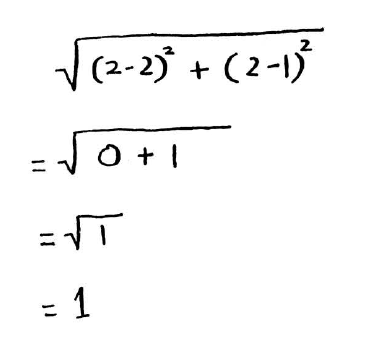 √((2-2)² + (2-1)²)
= √(0 + 1)
= √1
= 1